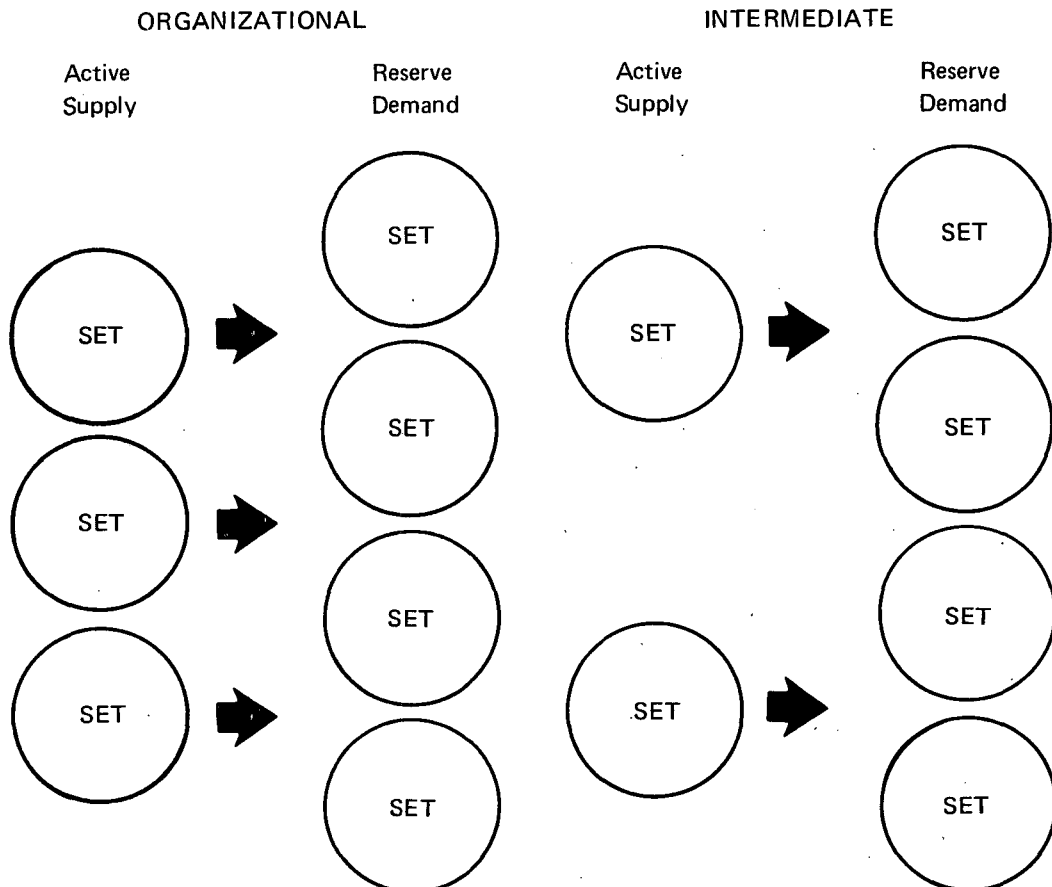 ORGANIZATIONAL
INTERMEDIATE
Active
Supply
Reserve
Demand
Active
Supply
Reserve
Demand
SET
SET
SET
SET
SET
SET
SET
SET
SET
SET
SET
SET
SET